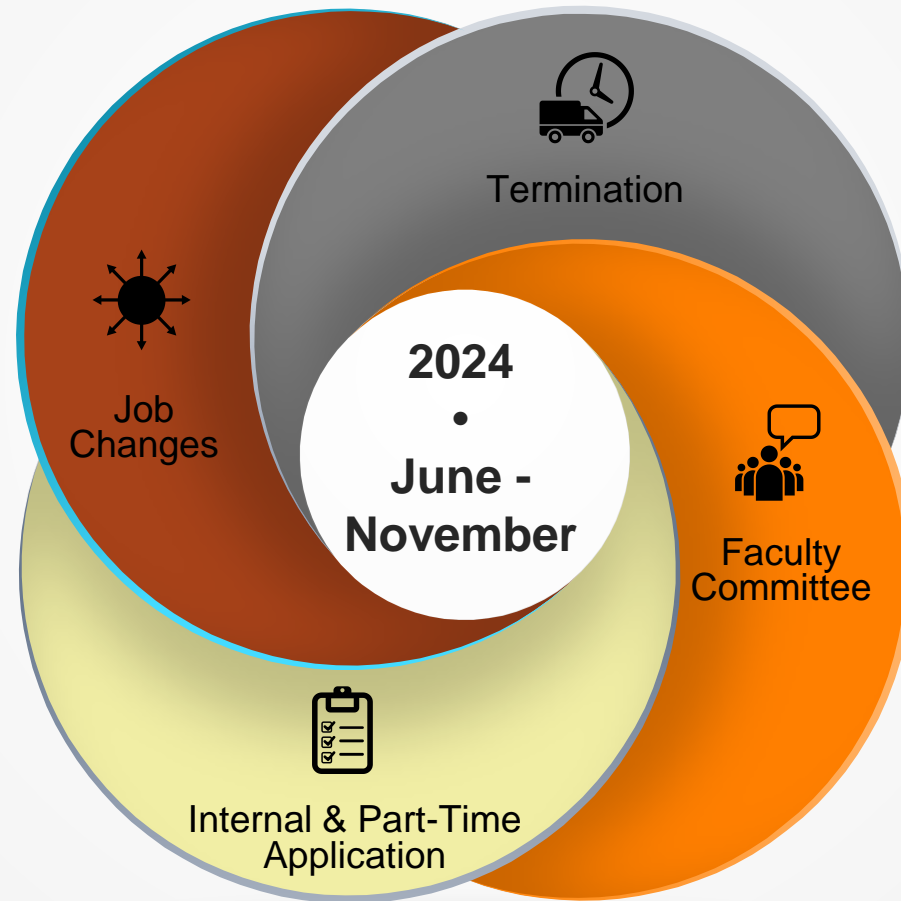 Termination
2024
•
June -
November
Job
Changes
Faculty
Committee
Internal & Part-Time
Application